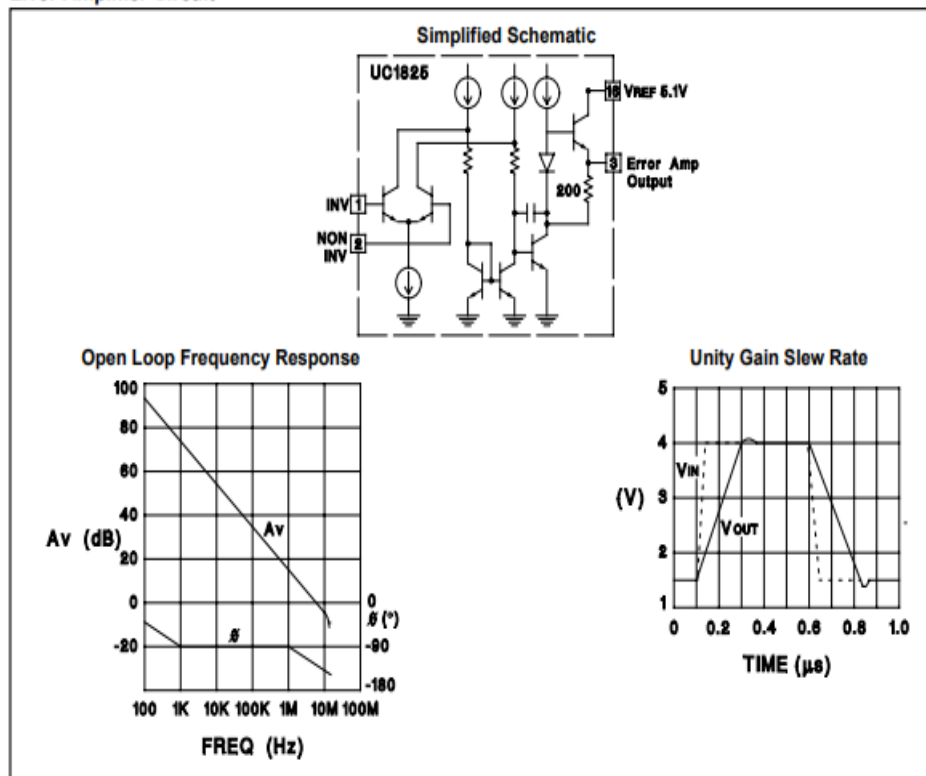 Simplified Schematic
UC1825
16 VREF 5.1V
3 Error Amp
Output
200
INV 1
NON 2
INV
Open Loop Frequency Response
100
80
60
40
20
0
-20
Av (dB)
Av
ø
0
ø (°)
-90
-180
100 1K 10K 100K 1M 10M 100M
FREQ (Hz)
Unity Gain Slew Rate
5
4
3
2
1
(V)
VIN
VOUT
0 0.2 0.4 0.6 0.8 1.0
TIME (µs)